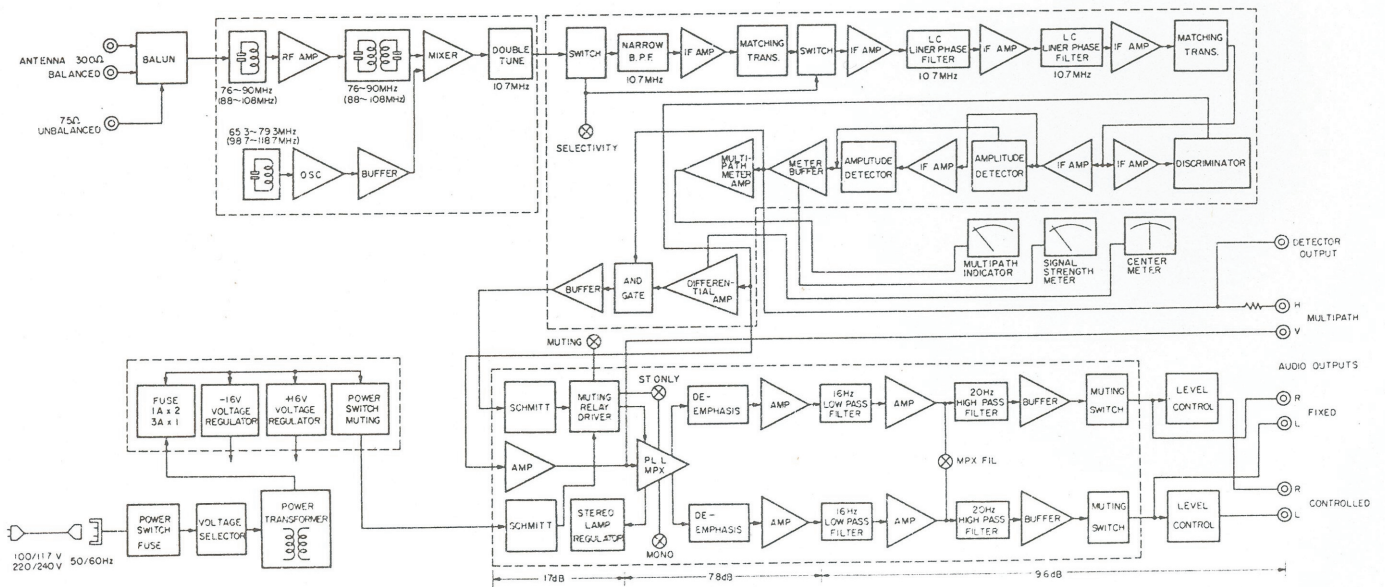 ANTENNA 300Ω
BALANCED
75Ω
UNBALANCED
BALUN
76~90MHz
(88~108MHz)
RF AMP
76~90MHz
(88~108MHz)
MIXER
DOUBLE
TUNE
10.7MHz
65.3~79.3MHz
(98.7~118.7MHz)
OSC
BUFFER
SWITCH
NARROW
B.P.F.
10.7MHz
IF AMP
MATCHING
TRANS.
SWITCH
IF AMP
LC
LINER PHASE
FILTER
10.7MHz
IF AMP
LC
LINER PHASE
FILTER
10.7MHz
IF AMP
MATCHING
TRANS.
SELECTIVITY
MULTI-
PATH
METER
AMP
METER
BUFFER
AMPLITUDE
DETECTOR
IF AMP
AMPLITUDE
DETECTOR
IF AMP
IF AMP
DISCRIMINATOR
MULTIPATH
INDICATOR
SIGNAL
STRENGTH
METER
CENTER
METER
DETECTOR
OUTPUT
BUFFER
AND
GATE
DIFFEREN-
TIAL
AMP
H
MULTIPATH
V
MUTING
ST ONLY
AUDIO OUTPUTS
FUSE
1A x 2
3A x 1
-16V
VOLTAGE
REGULATOR
+16V
VOLTAGE
REGULATOR
POWER
SWITCH
MUTING
SCHMITT
MUTING
RELAY
DRIVER
DE-
EMPHASIS
AMP
16Hz
LOW PASS
FILTER
AMP
20Hz
HIGH PASS
FILTER
BUFFER
MUTING
SWITCH
LEVEL
CONTROL
R
FIXED
L
AMP
PLL
MPX
MPX FIL
POWER
SWITCH
FUSE
VOLTAGE
SELECTOR
POWER
TRANSFORMER
SCHMITT
STEREO
LAMP
REGULATOR
MONO
DE-
EMPHASIS
AMP
16Hz
LOW PASS
FILTER
AMP
20Hz
HIGH PASS
FILTER
BUFFER
MUTING
SWITCH
LEVEL
CONTROL
R
CONTROLLED
L
100/117 V
220/240 V
50/60Hz
17dB
7.8dB
9.6dB